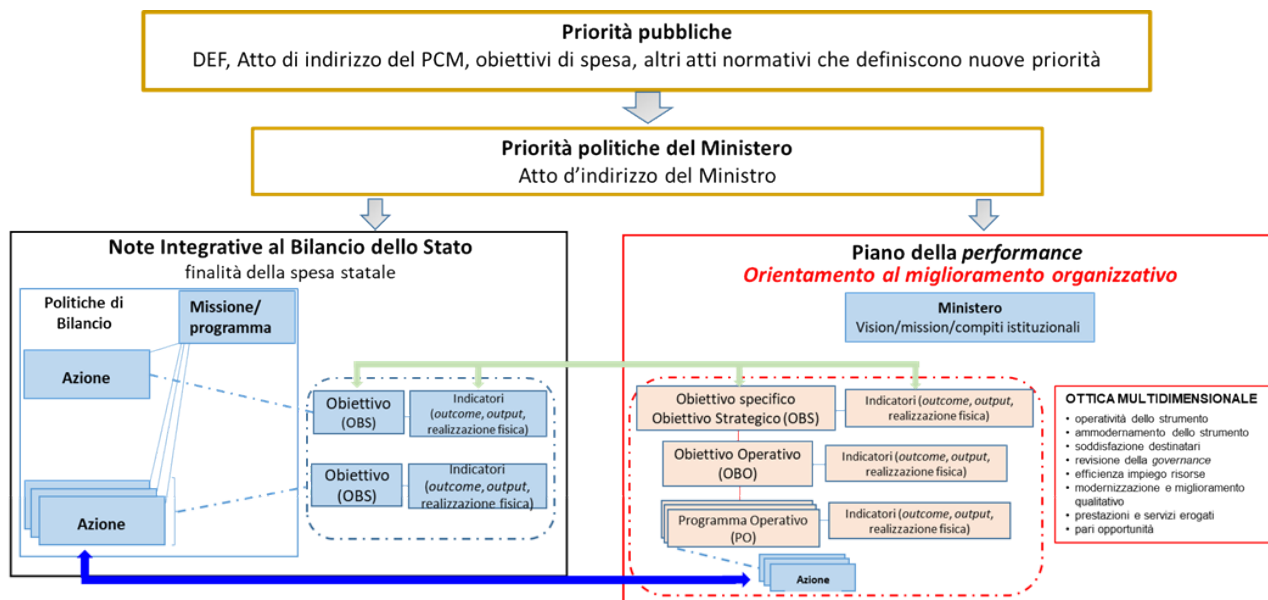 Priorità pubbliche
DEF, Atto di indirizzo del PCM, obiettivi di spesa, altri atti normativi che definiscono nuove priorità
Priorità politiche del Ministero
Atto d'indirizzo del Ministro
Note Integrative al Bilancio dello Stato
finalità della spesa statale
Politiche di
Bilancio
Missione/
programma
Azione
Obiettivo
(OBS)
Indicatori
(outcome, output,
realizzazione fisica)
Obiettivo
(OBS)
Indicatori
(outcome, output,
realizzazione fisica)
Azione
Piano della performance
Orientamento al miglioramento organizzativo
Ministero
Vision/mission/compiti istituzionali
Obiettivo specifico
Obiettivo Strategico (OBS)
Indicatori (outcome, output,
realizzazione fisica)
Obiettivo Operativo
(OBO)
Indicatori (outcome, output,
realizzazione fisica)
Programma Operativo
(PO)
Indicatori (outcome, output,
realizzazione fisica)
Azione
OTTICA MULTIDIMENSIONALE
• operatività dello strumento
• ammodernamento dello strumento
• soddisfazione destinatari
• revisione della governance
• efficienza impiego risorse
• modernizzazione e miglioramento
qualitativo
• prestazioni e servizi erogati
• pari opportunità